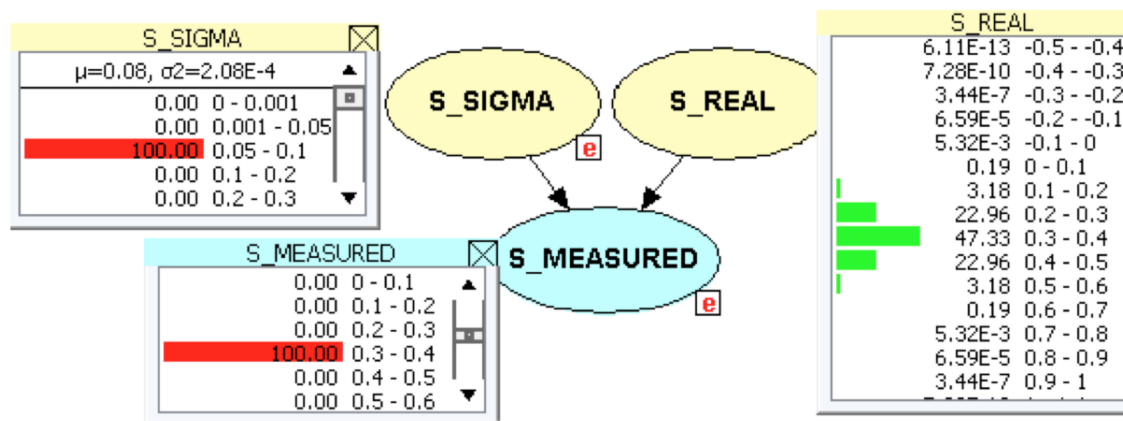 S_SIGMA
μ=0.08, σ2=2.08E-4
0.00 0 - 0.001
0.00 0.001 - 0.05
100.00 0.05 - 0.1
0.00 0.1 - 0.2
0.00 0.2 - 0.3
S_SIGMA
e
S_REAL
S_MEASURED
e
S_MEASURED
0.00 0 - 0.1
0.00 0.1 - 0.2
0.00 0.2 - 0.3
100.00 0.3 - 0.4
0.00 0.4 - 0.5
0.00 0.5 - 0.6
S_REAL
6.11E-13 -0.5 - -0.4
7.28E-10 -0.4 - -0.3
3.44E-7 -0.3 - -0.2
6.59E-5 -0.2 - -0.1
5.32E-3 -0.1 - 0
0.19 0 - 0.1
3.18 0.1 - 0.2
22.96 0.2 - 0.3
47.33 0.3 - 0.4
22.96 0.4 - 0.5
3.18 0.5 - 0.6
0.19 0.6 - 0.7
5.32E-3 0.7 - 0.8
6.59E-5 0.8 - 0.9
3.44E-7 0.9 - 1